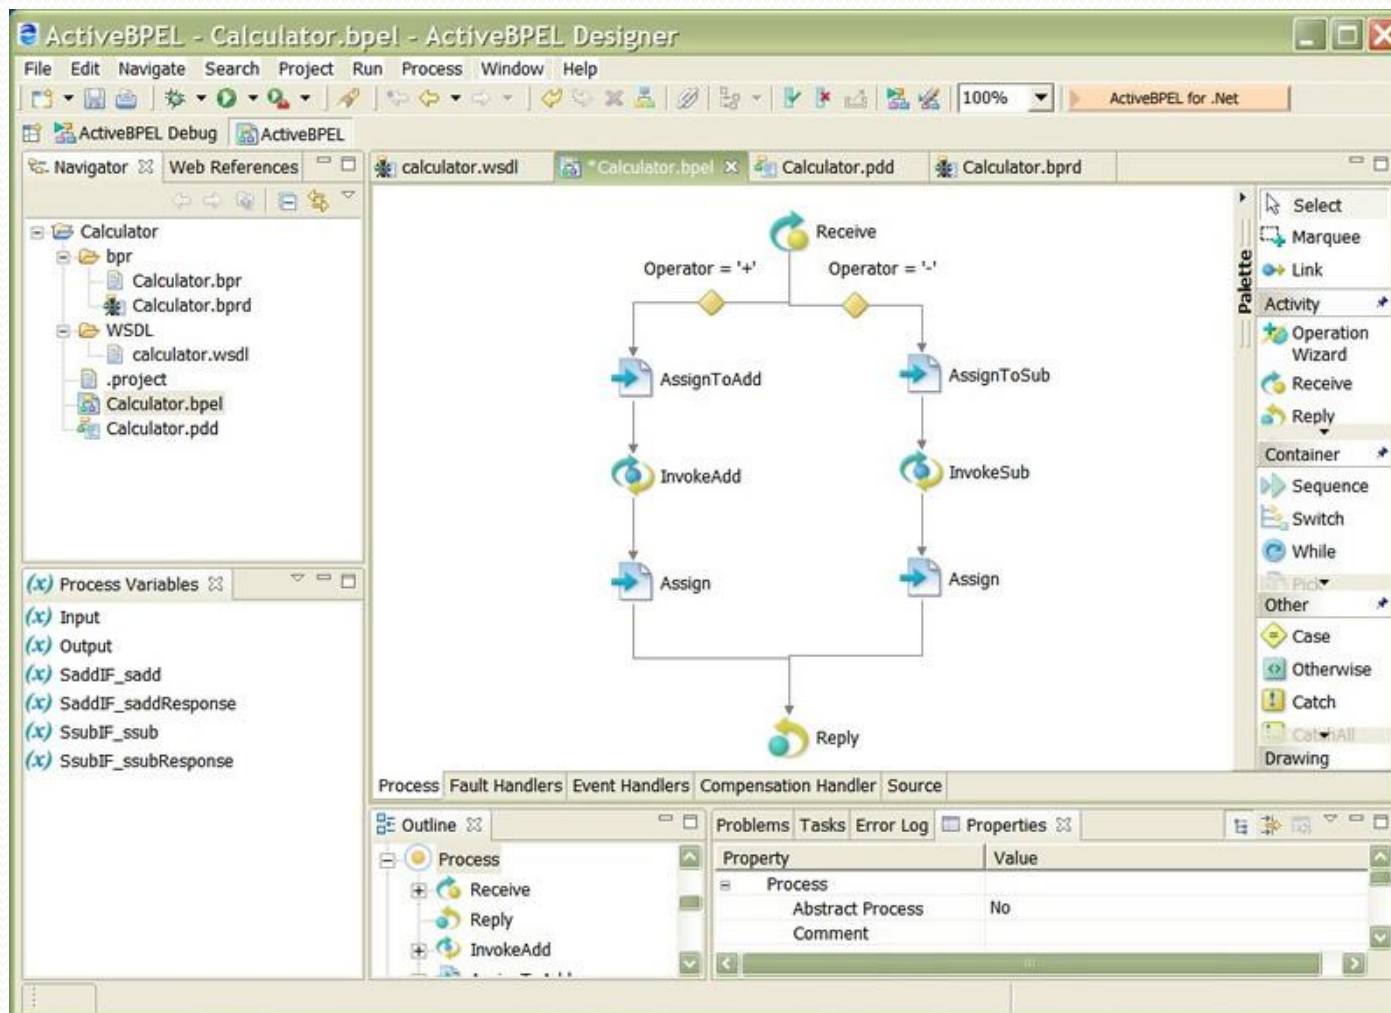 ActiveBPEL - Calculator.bpel - ActiveBPEL Designer
File Edit Navigate Search Project Run Process Window Help
100% ActiveBPEL for .Net
ActiveBPEL Debug ActiveBPEL
Navigator Web References
Calculator
bpr
Calculator.bpr
Calculator.bprd
WSDL
calculator.wsdl
.project
Calculator.bpel
Calculator.pdd
(x) Process Variables
(x) Input
(x) Output
(x) SaddIF_sadd
(x) SaddIF_saddResponse
(x) SsubIF_ssub
(x) SsubIF_ssubResponse
calculator.wsdl *Calculator.bpel Calculator.pdd Calculator.bprd
Receive
Operator = '+' Operator = '-'
AssignToAdd AssignToSub
InvokeAdd InvokeSub
Assign Assign
Reply
Palette
Select
Marquee
Link
Activity
Operation
Wizard
Receive
Reply
Container
Sequence
Switch
While
Pick
Other
Case
Otherwise
Catch
CatchAll
Drawing
Process Fault Handlers Event Handlers Compensation Handler Source
Outline
Process
Receive
Reply
InvokeAdd
AssignToAdd
Problems Tasks Error Log Properties
Property Value
Process
Abstract Process No
Comment